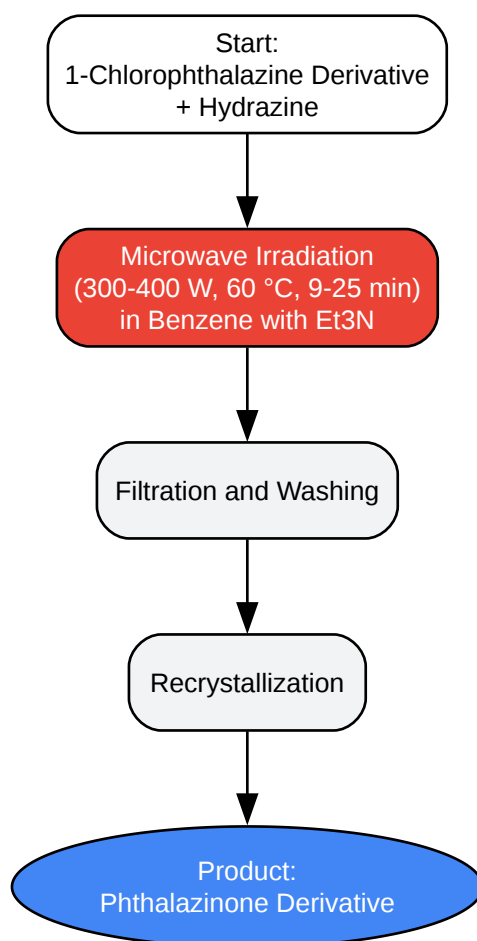 Start:
1-Chlorophthalazine Derivative
+ Hydrazine
Microwave Irradiation
(300-400 W, 60 °C, 9-25 min)
in Benzene with Et3N
Filtration and Washing
Recrystallization
Product:
Phthalazinone Derivative